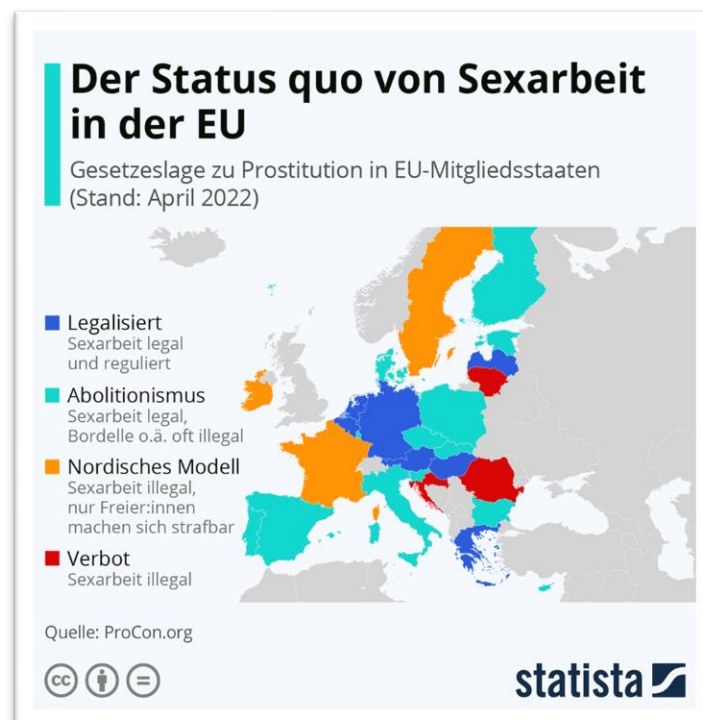 Der Status quo von Sexarbeit
in der EU
Gesetzeslage zu Prostitution in EU-Mitgliedsstaaten
(Stand: April 2022)
Legalisiert
Sexarbeit legal
und reguliert
Abolitionismus
Sexarbeit legal,
Bordelle o.ä. oft illegal
Nordisches Modell
Sexarbeit illegal,
nur Freier:innen
machen sich strafbar
Verbot
Sexarbeit illegal
Quelle: ProCon.org
cc
statista